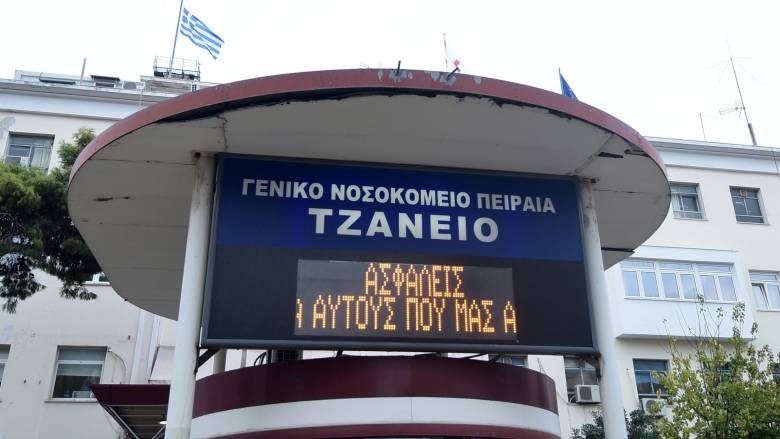 ΓΕΝΙΚΟ ΝΟΣΟΚΟΜΕΙΟ ΠΕΙΡΑΙΑ
ΤΖΑΝΕΙΟ
ΑΣΦΑΛΕΙΣ
Α ΑΥΤΟΥΣ ΠΟΥ ΜΑΣ Α